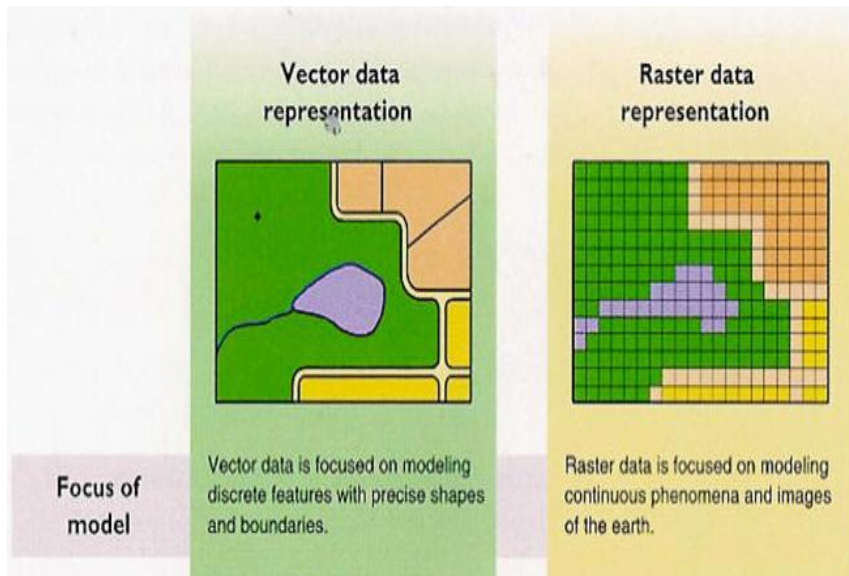 Vector data
representation
Raster data
representation
Focus of
model
Vector data is focused on modeling
discrete features with precise shapes
and boundaries.
Raster data is focused on modeling
continuous phenomena and images
of the earth.